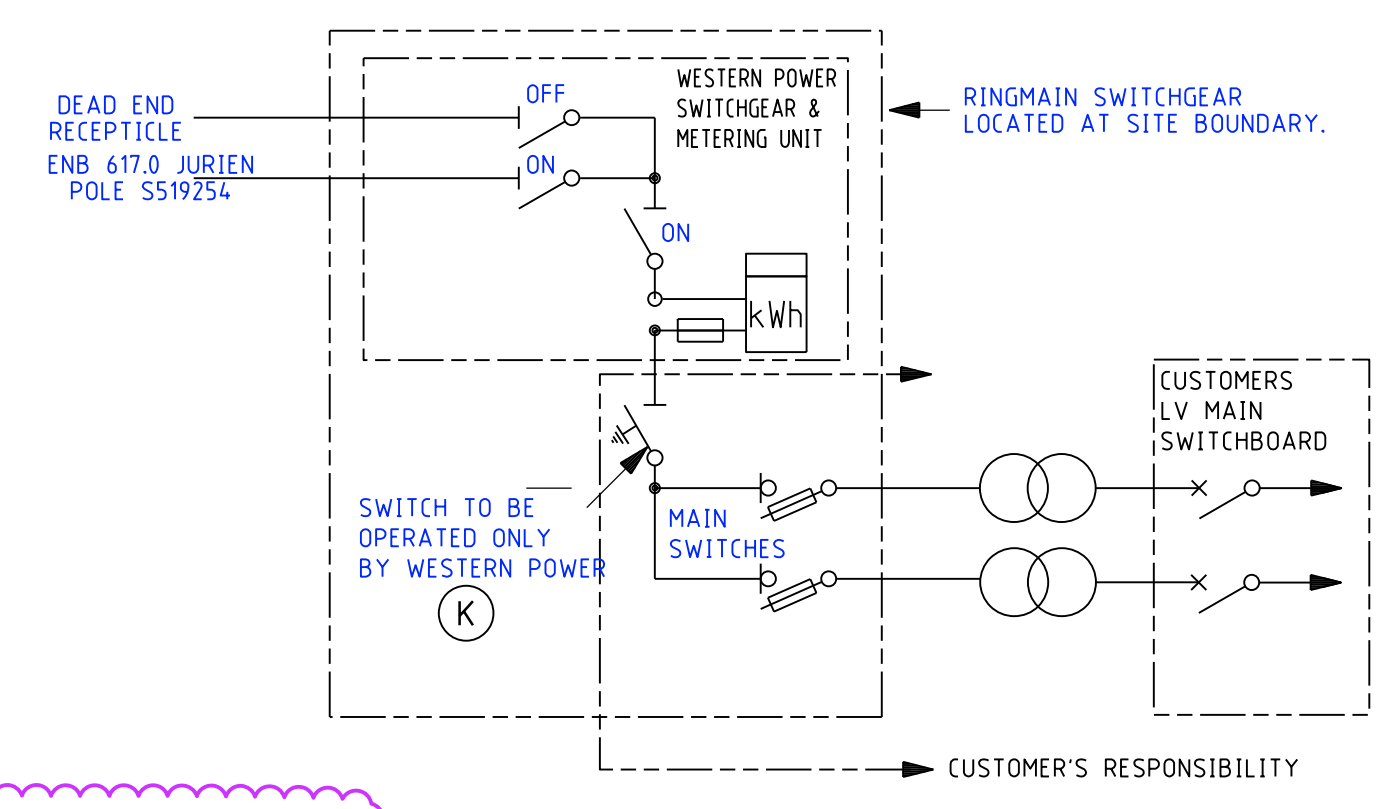 DEAD END
RECEPTICLE
ENB 617.0 JURIEN
POLE S519254
OFF
ON
ON
WESTERN POWER
SWITCHGEAR &
METERING UNIT
RINGMAIN SWITCHGEAR
LOCATED AT SITE BOUNDARY.
kWh
CUSTOMERS
LV MAIN
SWITCHBOARD
SWITCH TO BE
OPERATED ONLY
BY WESTERN POWER
K
MAIN
SWITCHES
CUSTOMER'S RESPONSIBILITY